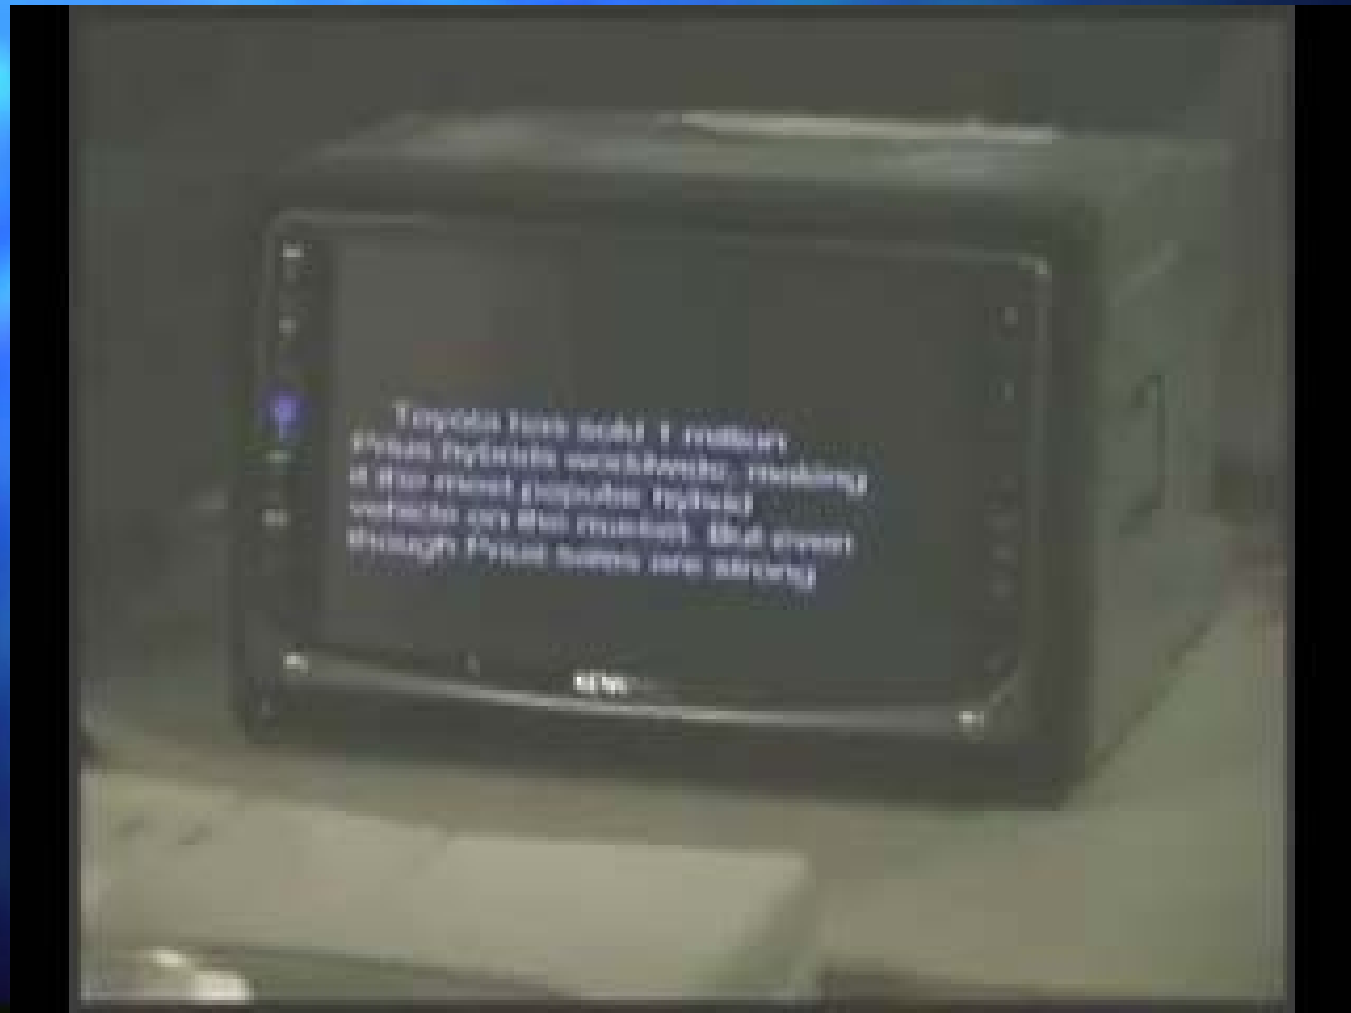 Toyota has sold 1 million
Prius hybrids worldwide, making
it the most popular hybrid
vehicle on the market. But even
though Prius sales are strong